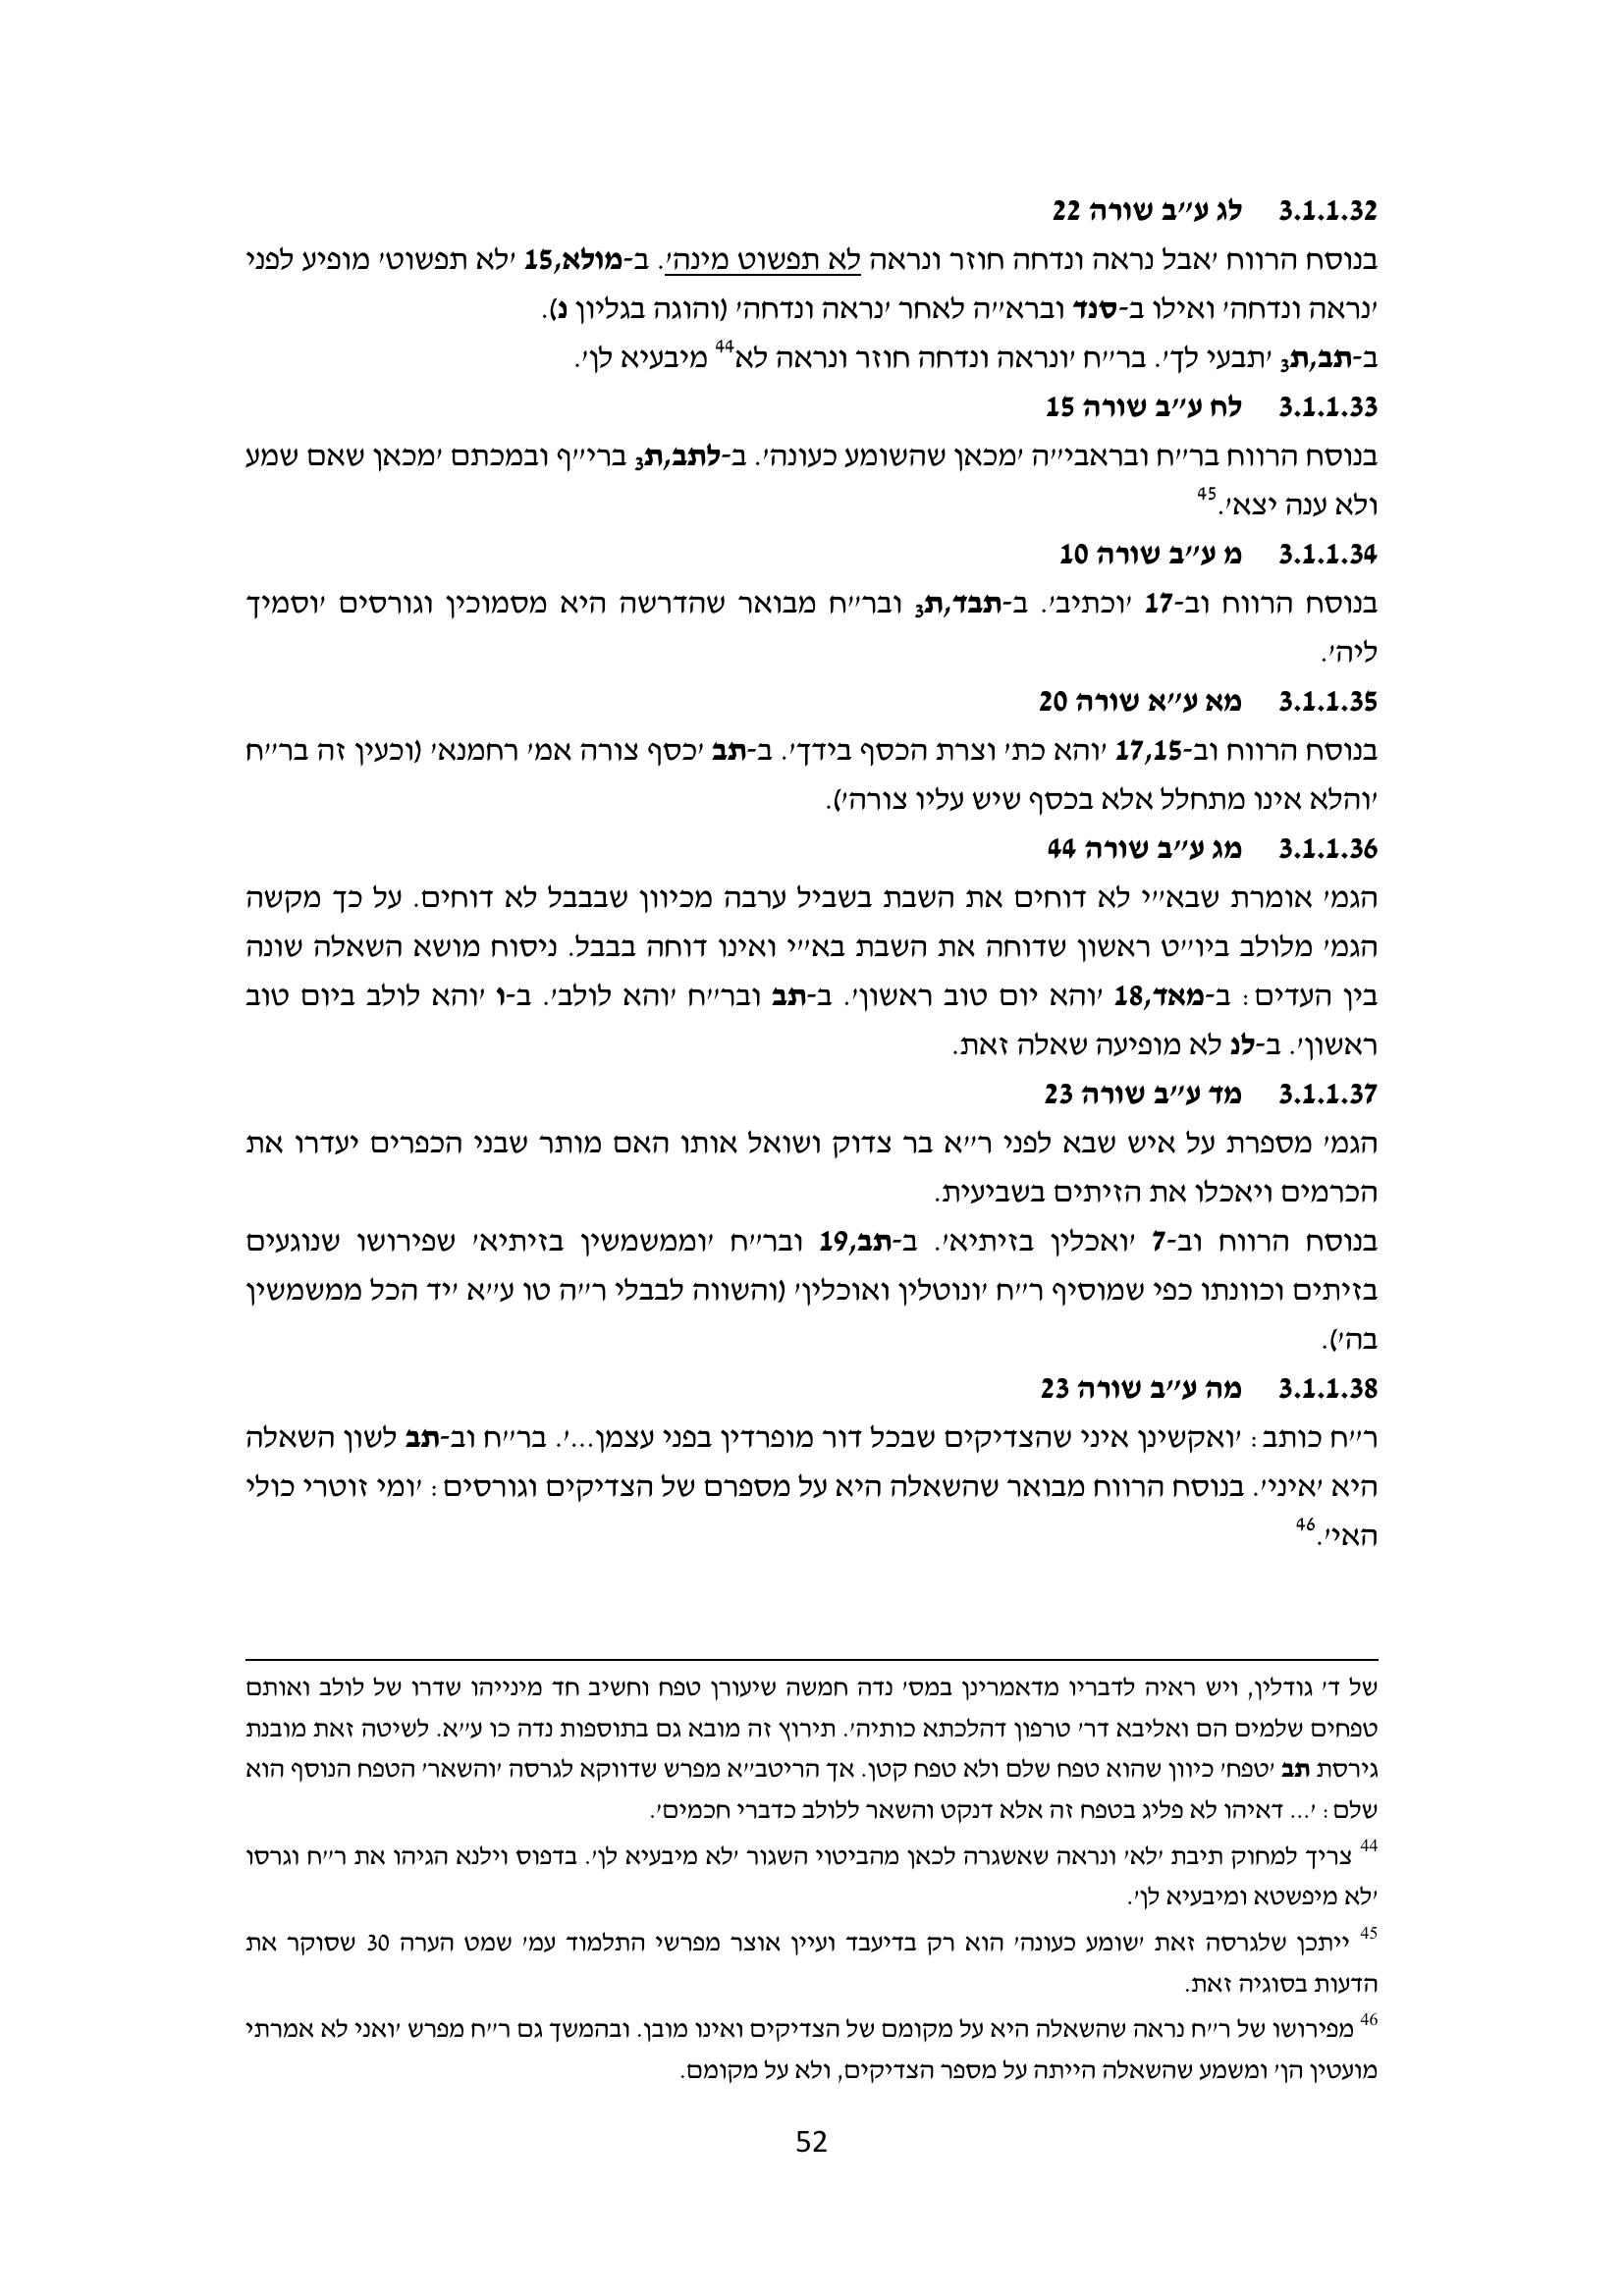 3.1.1.32 לג ע״ב שורה 22
בנוסח הרווח ׳אבל נראה ונדחה חוזר ונראה לא תפשוט מינה׳. ב-מולא,15 ׳לא תפשוט׳ מופיע לפני
׳נראה ונדחה׳ ואילו ב-סנד וברא״ה לאחר ׳נראה ונדחה׳ (והוגה בגליון נ).
ב-תב,ת3 ׳תבעי לך׳. בר״ח ׳ונראה ונדחה חוזר ונראה לא44 מיבעיא לן׳.
3.1.1.33 לח ע״ב שורה 15
בנוסח הרווח בר״ח ובראבי״ה ׳מכאן שהשומע כעונה׳. ב-לתב,ת3 ברי״ף ובמכתם ׳מכאן שאם שמע
ולא ענה יצא׳.45
3.1.1.34 מ ע״ב שורה 10
בנוסח הרווח וב-17 ׳וכתיב׳. ב-תבד,ת3 ובר״ח מבואר שהדרשה היא מסמוכין וגורסים ׳וסמיך
ליה׳.
3.1.1.35 מא ע״א שורה 20
בנוסח הרווח וב-17,15 ׳והא כת׳ וצרת הכסף בידך׳. ב-תב ׳כסף צורה אמ׳ רחמנא׳ (וכעין זה בר״ח
׳והלא אינו מתחלל אלא בכסף שיש עליו צורה׳).
3.1.1.36 מג ע״ב שורה 44
הגמ׳ אומרת שבא״י לא דוחים את השבת בשביל ערבה מכיוון שבבבל לא דוחים. על כך מקשה
הגמ׳ מלולב ביו״ט ראשון שדוחה את השבת בא״י ואינו דוחה בבבל. ניסוח מושא השאלה שונה
בין העדים: ב-מאד,18 ׳והא יום טוב ראשון׳. ב-תב ובר״ח ׳והא לולב׳. ב-ו ׳והא לולב ביום טוב
ראשון׳. ב-לנ לא מופיעה שאלה זאת.
3.1.1.37 מד ע״ב שורה 23
הגמ׳ מספרת על איש שבא לפני ר״א בר צדוק ושואל אותו האם מותר שבני הכפרים יעדרו את
הכרמים ויאכלו את הזיתים בשביעית.
בנוסח הרווח וב-7 ׳ואכלין בזיתיא׳. ב-תב,19 ובר״ח ׳וממשמשין בזיתיא׳ שפירושו שנוגעים
בזיתים וכוונתו כפי שמוסיף ר״ח ׳ונוטלין ואוכלין׳ (והשווה לבבלי ר״ה טו ע״א ׳יד הכל ממשמשין
בה׳).
3.1.1.38 מה ע״ב שורה 23
ר״ח כותב: ׳ואקשינן איני שהצדיקים שבכל דור מופרדין בפני עצמן...׳. בר״ח וב-תב לשון השאלה
היא ׳איני׳. בנוסח הרווח מבואר שהשאלה היא על מספרם של הצדיקים וגורסים: ׳ומי זוטרי כולי
האי׳.46
של ד׳ גודלין, ויש ראיה לדבריו מדאמרינן במס׳ נדה חמשה שיעורן טפח וחשיב חד מינייהו שדרו של לולב ואותם
טפחים שלמים הם ואליבא דר׳ טרפון דהלכתא כותיה׳. תירוץ זה מובא גם בתוספות נדה כו ע״א. לשיטה זאת מובנת
גירסת תב ׳טפח׳ כיוון שהוא טפח שלם ולא טפח קטן. אך הריטב״א מפרש שדווקא לגרסה ׳והשאר׳ הטפח הנוסף הוא
שלם: ׳... דאיהו לא פליג בטפח זה אלא דנקט והשאר ללולב כדברי חכמים׳.
44 צריך למחוק תיבת ׳לא׳ ונראה שאשגרה לכאן מהביטוי השגור ׳לא מיבעיא לן׳. בדפוס וילנא הגיהו את ר״ח וגרסו
׳לא מיפשטא ומיבעיא לן׳.
45 ייתכן שלגרסה זאת ׳שומע כעונה׳ הוא רק בדיעבד ועיין אוצר מפרשי התלמוד עמ׳ שמט הערה 30 שסוקר את
הדעות בסוגיה זאת.
46 מפירושו של ר״ח נראה שהשאלה היא על מקומם של הצדיקים ואינו מובן. ובהמשך גם ר״ח מפרש ׳ואני לא אמרתי
מועטין הן׳ ומשמע שהשאלה הייתה על מספר הצדיקים, ולא על מקומם.
52